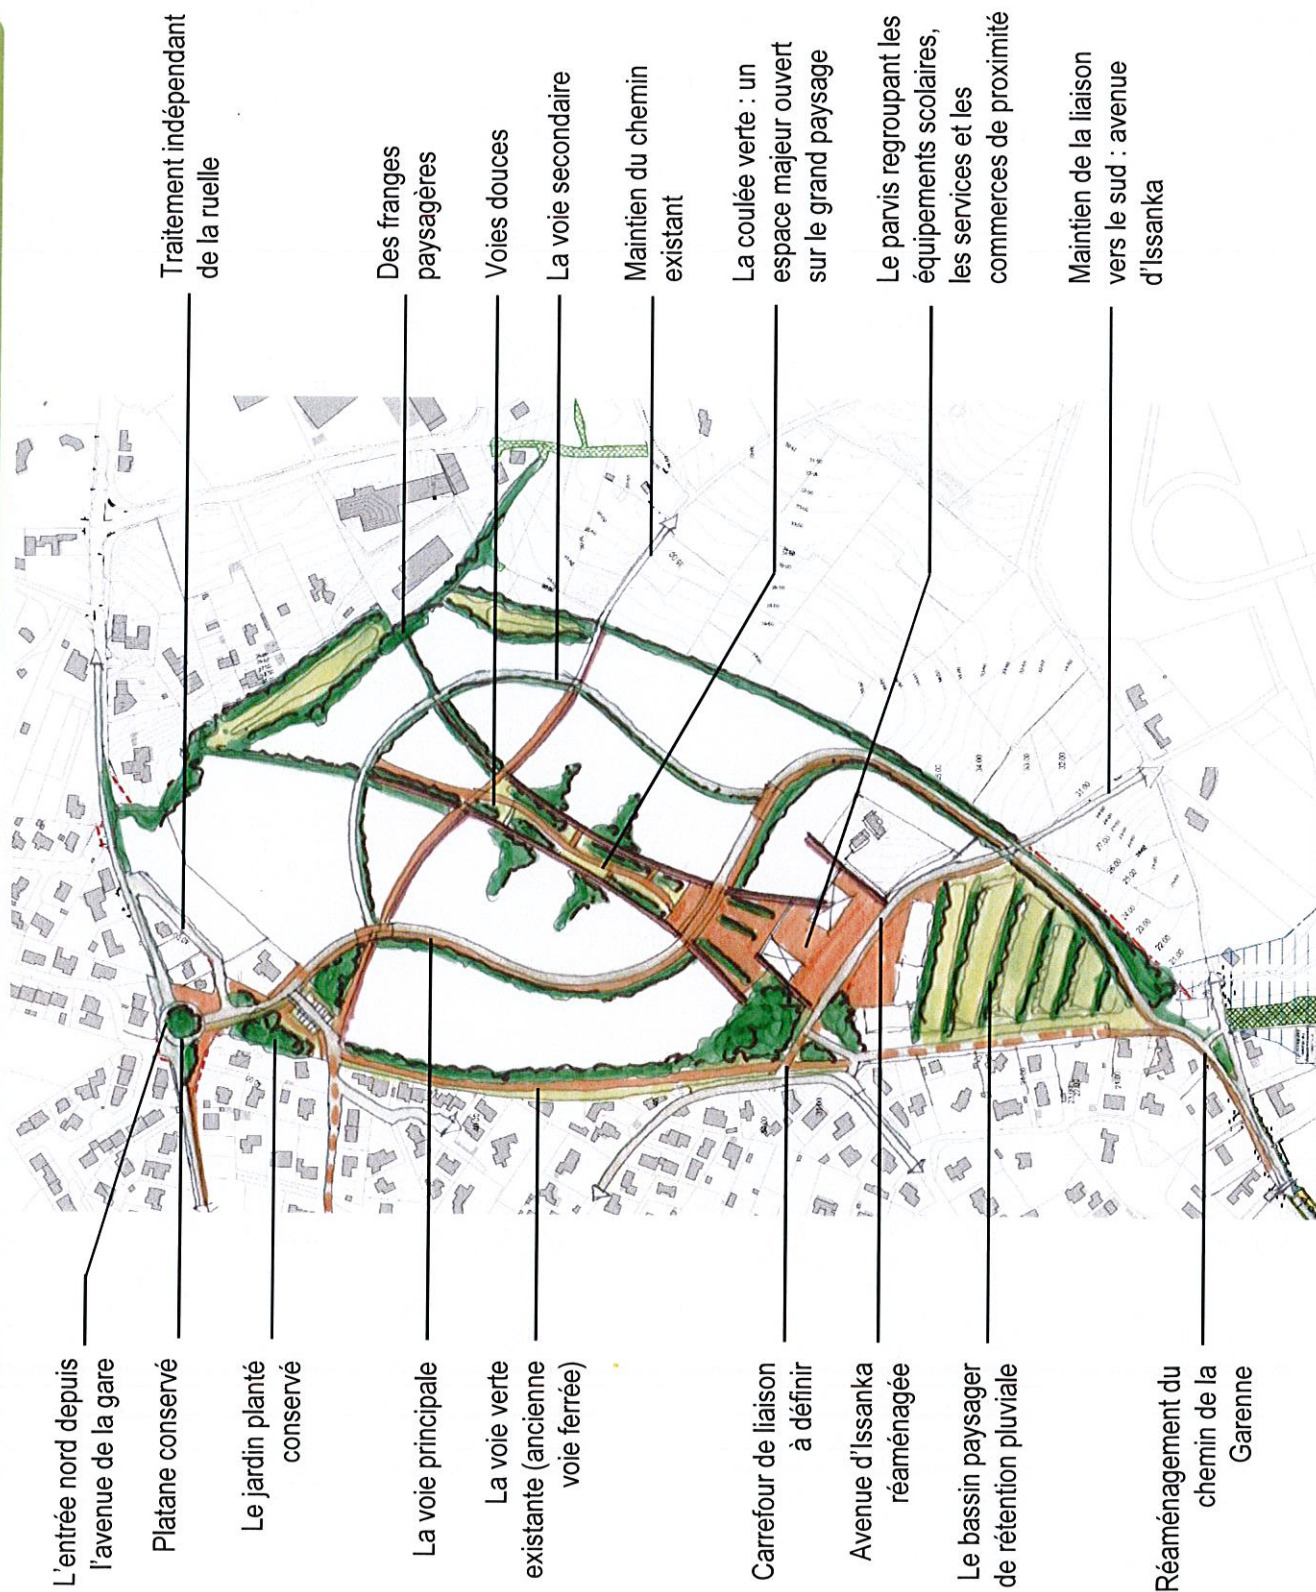 Traitement indépendant
de la ruelle
Des franges
paysagères
Voies douces
La voie secondaire
Maintien du chemin
existant
La coulée verte : un
espace majeur ouvert
sur le grand paysage
Le parvis regroupant les
équipements scolaires,
les services et les
commerces de proximité
Maintien de la liaison
vers le sud : avenue
d'Issanka
L'entrée nord depuis
l'avenue de la gare
Platane conservé
Le jardin planté
conservé
La voie principale
La voie verte
existante (ancienne
voie ferrée)
Carrefour de liaison
à définir
Avenue d'Issanka
réaménagée
Le bassin paysager
de rétention pluviale
Réaménagement du
chemin de la
Garenne